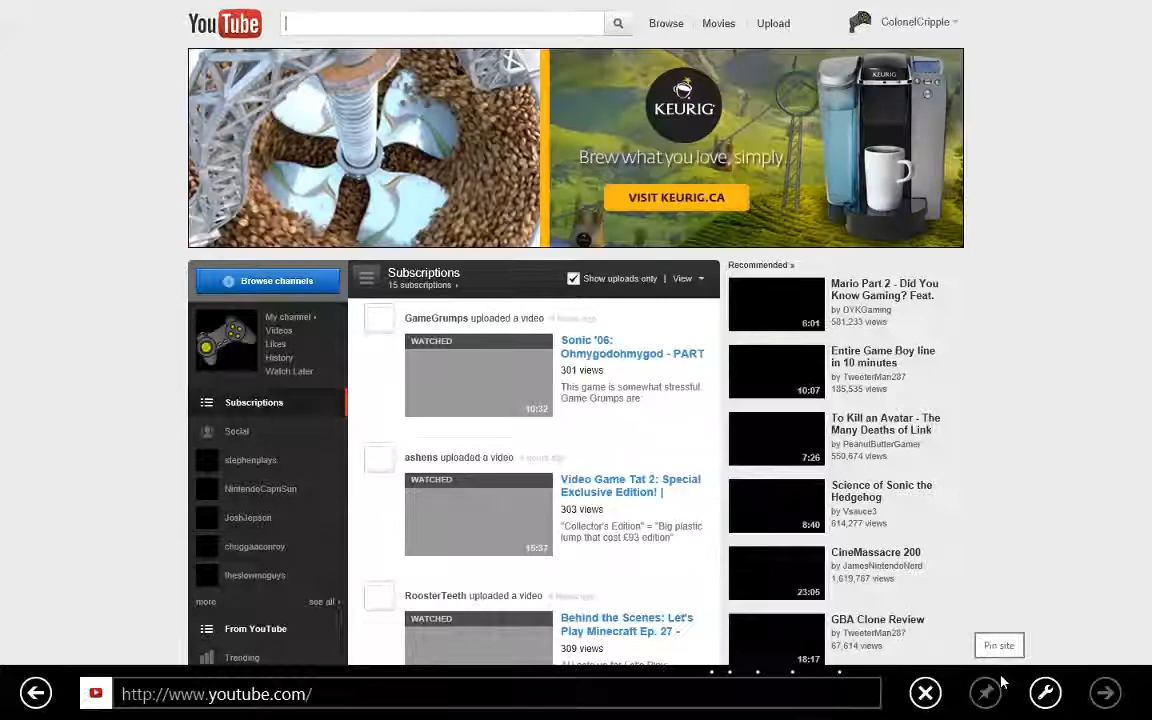 YouTube
Browse
Movies
Upload
ColonelCripple
KEURIG
Brew what you love, simply.
VISIT KEURIG.CA
KEURIG
Browse channels
My channel ›
Videos
Likes
History
Watch Later
Subscriptions
Social
stephenplays
NintendoCapriSun
JoshJepson
chuggaaconroy
theslowmoguys
more
see all ›
From YouTube
Trending
Subscriptions
15 subscriptions ›
Show uploads only | View
GameGrumps uploaded a video
WATCHED
10:32
Sonic '06:
Ohmygodohmygod - PART
301 views
This game is somewhat stressful.
Game Grumps are
ashens uploaded a video
WATCHED
Video Game Tat 2: Special
Exclusive Edition! |
303 views
"Collector's Edition" = "Big plastic
lump that cost £93 edition"
RoosterTeeth uploaded a video
WATCHED
Behind the Scenes: Let's
Play Minecraft Ep. 27 -
309 views
Recommended »
6:01
Mario Part 2 - Did You
Know Gaming? Feat.
by DYKGaming
581,233 views
10:07
Entire Game Boy line
in 10 minutes
by TweeterMan287
185,535 views
7:26
To Kill an Avatar - The
Many Deaths of Link
by PeanutButterGamer
550,674 views
8:40
Science of Sonic the
Hedgehog
by Vsauce3
614,277 views
23:05
CineMassacre 200
by JamesNintendoNerd
1,619,787 views
18:17
GBA Clone Review
by TweeterMan287
67,614 views
Pin site
http://www.youtube.com/